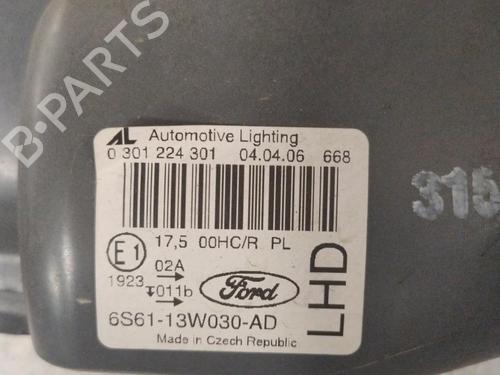 AL Automotive Lighting
0 301 224 301 04.04.06 668
E1 17,5 00HC/R PL
02A
1923
011b
Ford
6S61-13W030-AD
Made in Czech Republic
LHD
315
B-PARTS